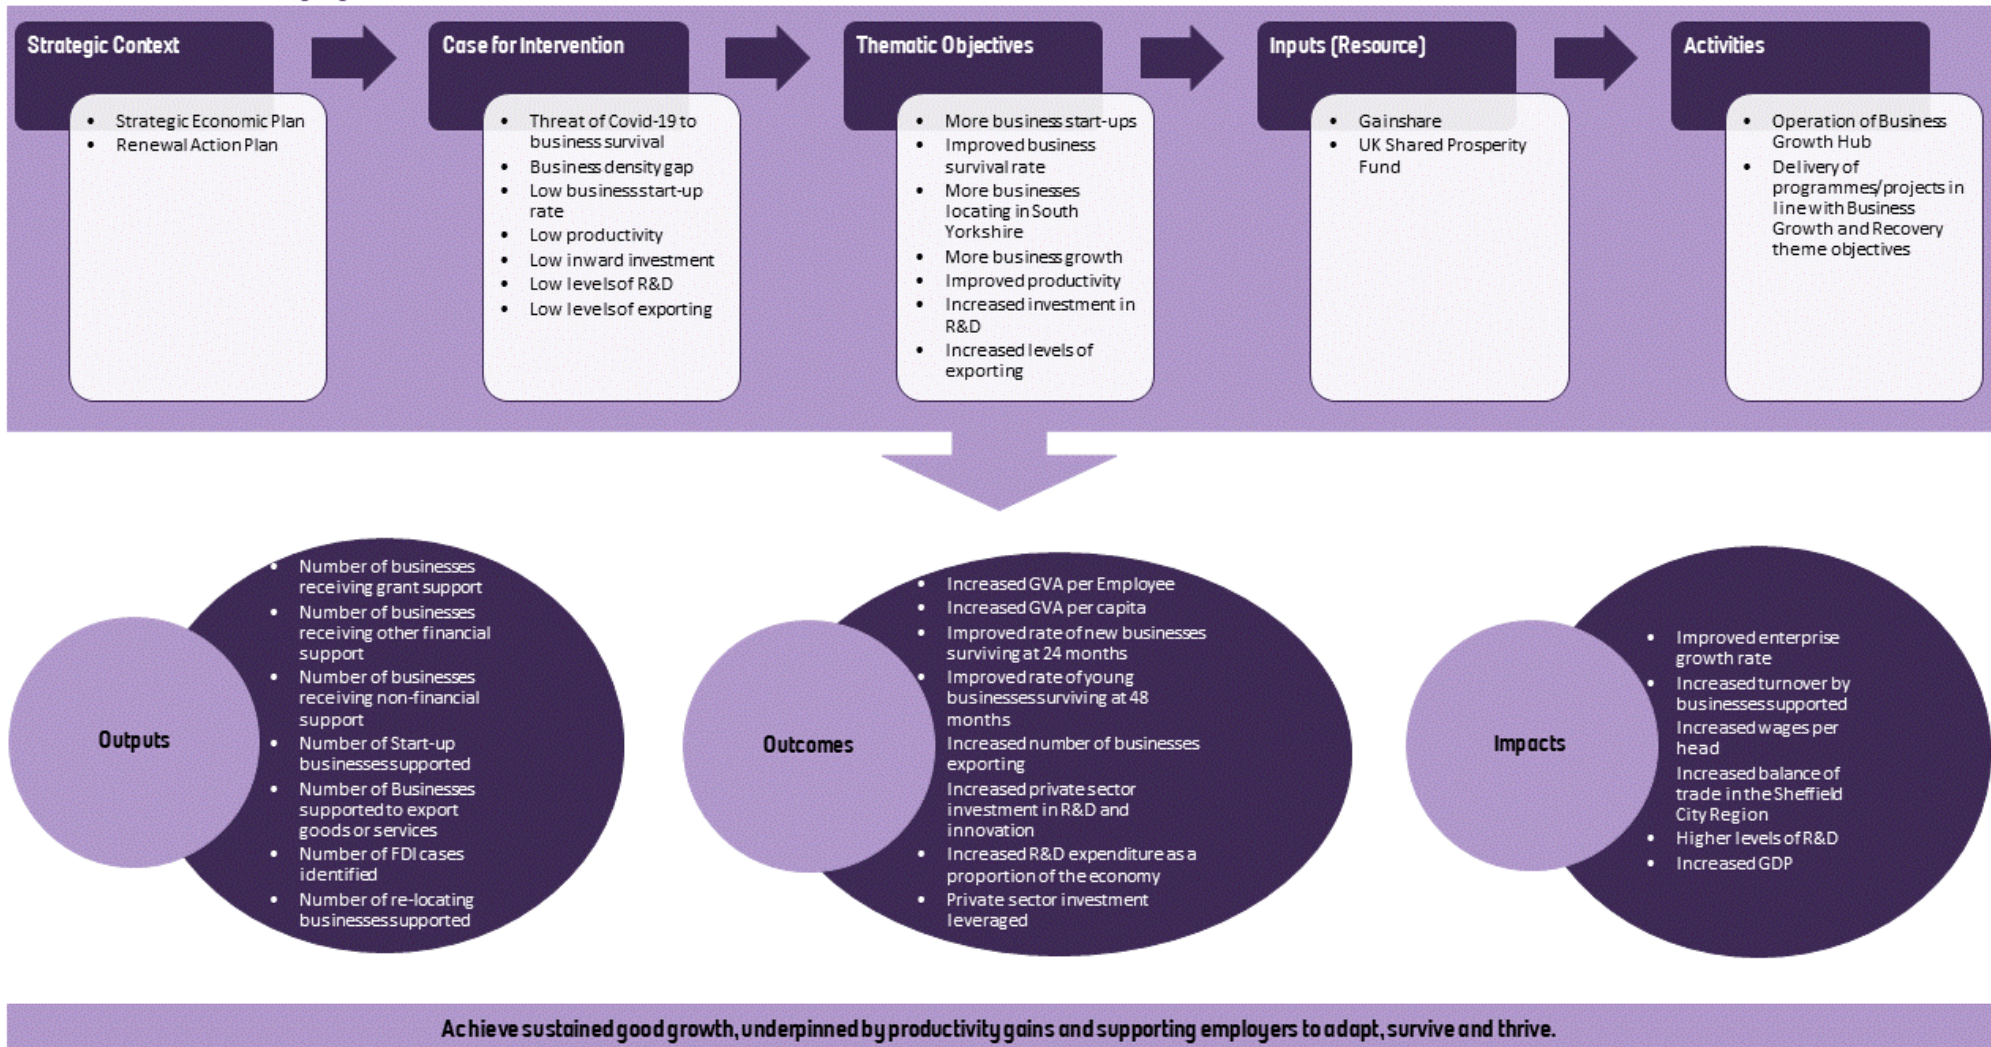 Strategic Context
• Strategic Economic Plan
• Renewal Action Plan
Case for Intervention
• Threat of Covid-19 to
business survival
• Business density gap
• Low business start-up
rate
• Low productivity
• Low inward investment
• Low levels of R&D
• Low levels of exporting
Thematic Objectives
• More business start-ups
• Improved business
survival rate
• More businesses
locating in South
Yorkshire
• More business growth
• Improved productivity
• Increased investment in
R&D
• Increased levels of
exporting
Inputs (Resource)
• Gainshare
• UK Shared Prosperity
Fund
Activities
• Operation of Business
Growth Hub
• Delivery of
programmes/projects in
line with Business
Growth and Recovery
theme objectives
Outputs
• Number of businesses
receiving grant support
• Number of businesses
receiving other financial
support
• Number of businesses
receiving non-financial
support
• Number of Start-up
businesses supported
• Number of Businesses
supported to export
goods or services
• Number of FDI cases
identified
• Number of re-locating
businesses supported
Outcomes
• Increased GVA per Employee
• Increased GVA per capita
• Improved rate of new businesses
surviving at 24 months
• Improved rate of young
businesses surviving at 48
months
Increased number of businesses
exporting
Increased private sector
investment in R&D and
innovation
• Increased R&D expenditure as a
proportion of the economy
• Private sector investment
leveraged
Impacts
• Improved enterprise
growth rate
• Increased turnover by
businesses supported
Increased wages per
head
Increased balance of
trade in the Sheffield
City Region
• Higher levels of R&D
• Increased GDP
Achieve sustained good growth, underpinned by productivity gains and supporting employers to adapt, survive and thrive.